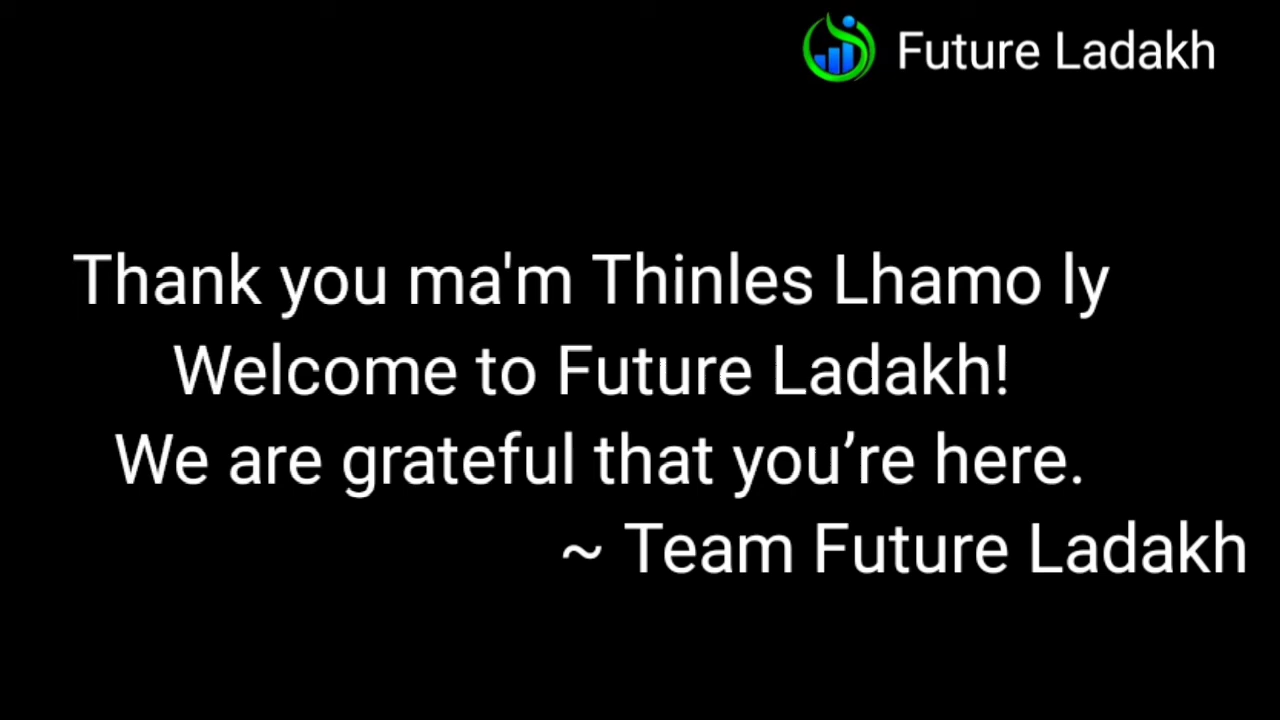 Future Ladakh
Thank you ma'm Thinles Lhamo ly
Welcome to Future Ladakh!
We are grateful that you’re here.
~ Team Future Ladakh